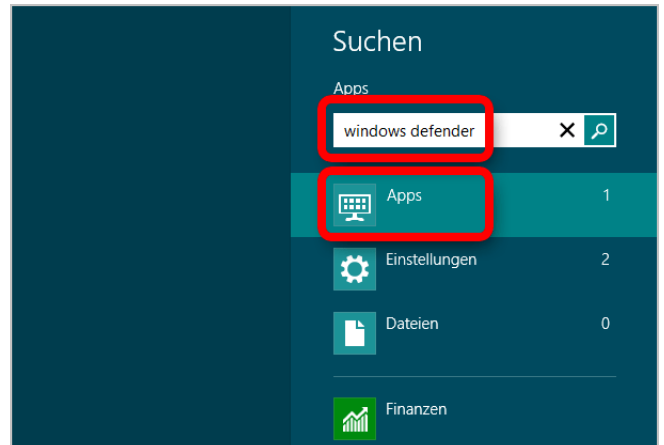 Suchen
Apps
windows defender
Apps 1
Einstellungen 2
Dateien 0
Finanzen